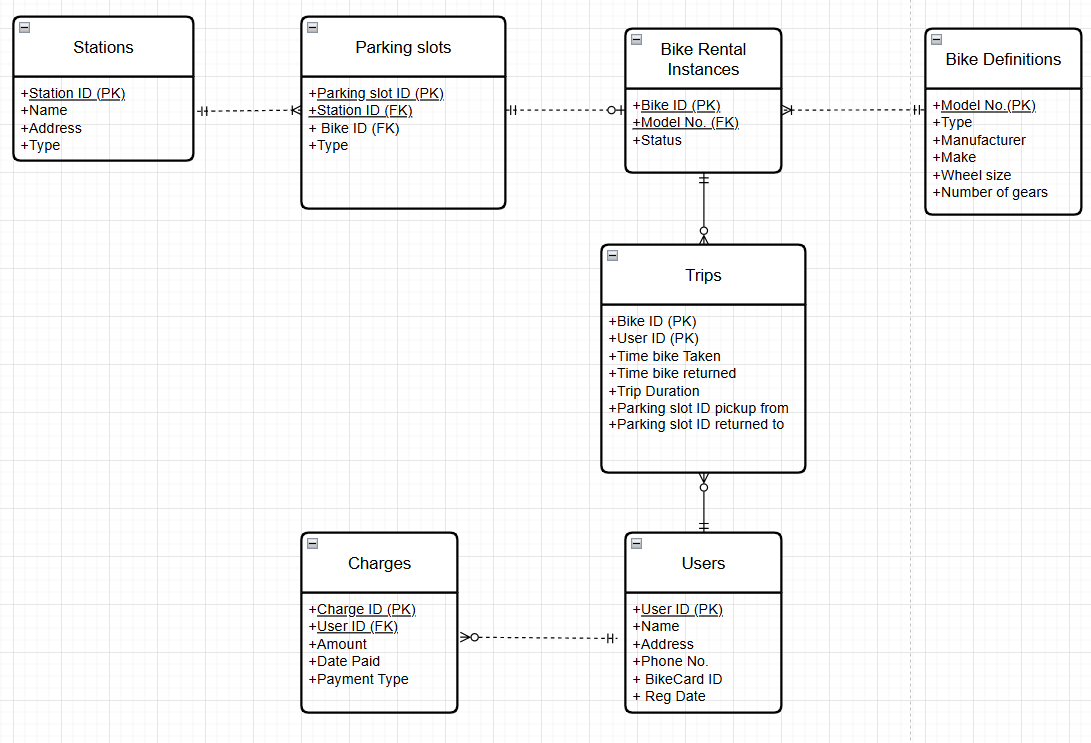 Stations
+Station ID (PK)
+Name
+Address
+Type
Parking slots
+Parking slot ID (PK)
+Station ID (FK)
+ Bike ID (FK)
+Type
Bike Rental
Instances
+Bike ID (PK)
+Model No. (FK)
+Status
Bike Definitions
+Model No.(PK)
+Type
+Manufacturer
+Make
+Wheel size
+Number of gears
Trips
+Bike ID (PK)
+User ID (PK)
+Time bike Taken
+Time bike returned
+Trip Duration
+Parking slot ID pickup from
+Parking slot ID returned to
Charges
+Charge ID (PK)
+User ID (FK)
+Amount
+Date Paid
+Payment Type
Users
+User ID (PK)
+Name
+Address
+Phone No.
+ BikeCard ID
+ Reg Date